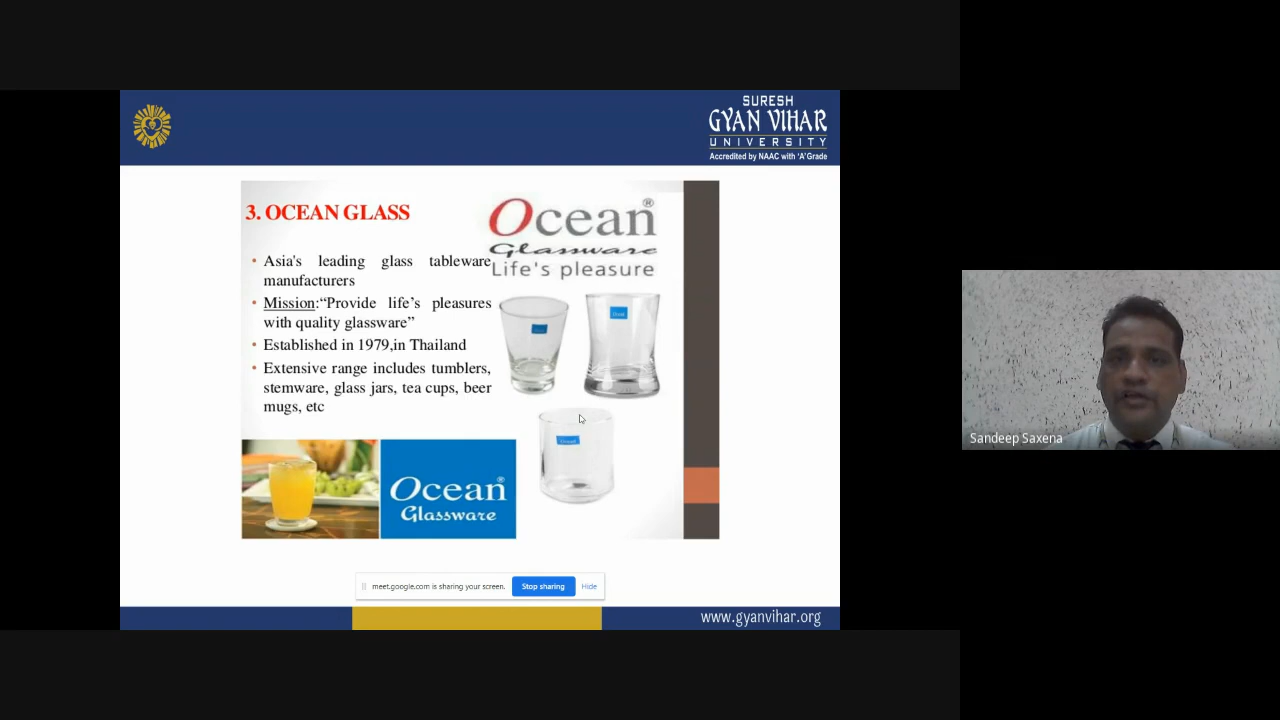 SURESH
GYAN VIHAR
UNIVERSITY
Accredited by NAAC with 'A' Grade
3. OCEAN GLASS
Ocean®
Glassware
Life's pleasure
• Asia's leading glass tableware
manufacturers
• Mission:“Provide life’s pleasures
with quality glassware”
• Established in 1979,in Thailand
• Extensive range includes tumblers,
stemware, glass jars, tea cups, beer
mugs, etc
Ocean®
Glassware
meet.google.com is sharing your screen.
Stop sharing
Hide
www.gyanvihar.org
Sandeep Saxena